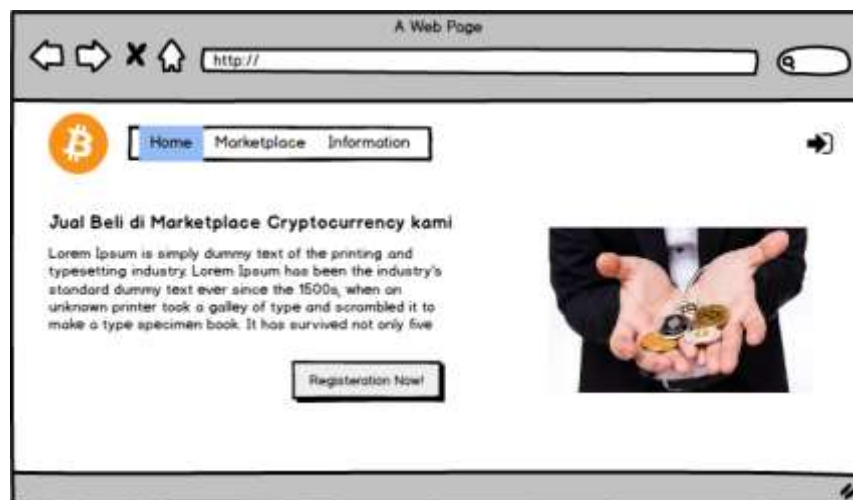 A Web Page
http://
Home Marketplace Information
Jual Beli di Marketplace Cryptocurrency kami
Lorem Ipsum is simply dummy text of the printing and
typesetting industry. Lorem Ipsum has been the industry's
standard dummy text ever since the 1500s, when an
unknown printer took a galley of type and scrambled it to
make a type specimen book. It has survived not only five
Registeration Now!